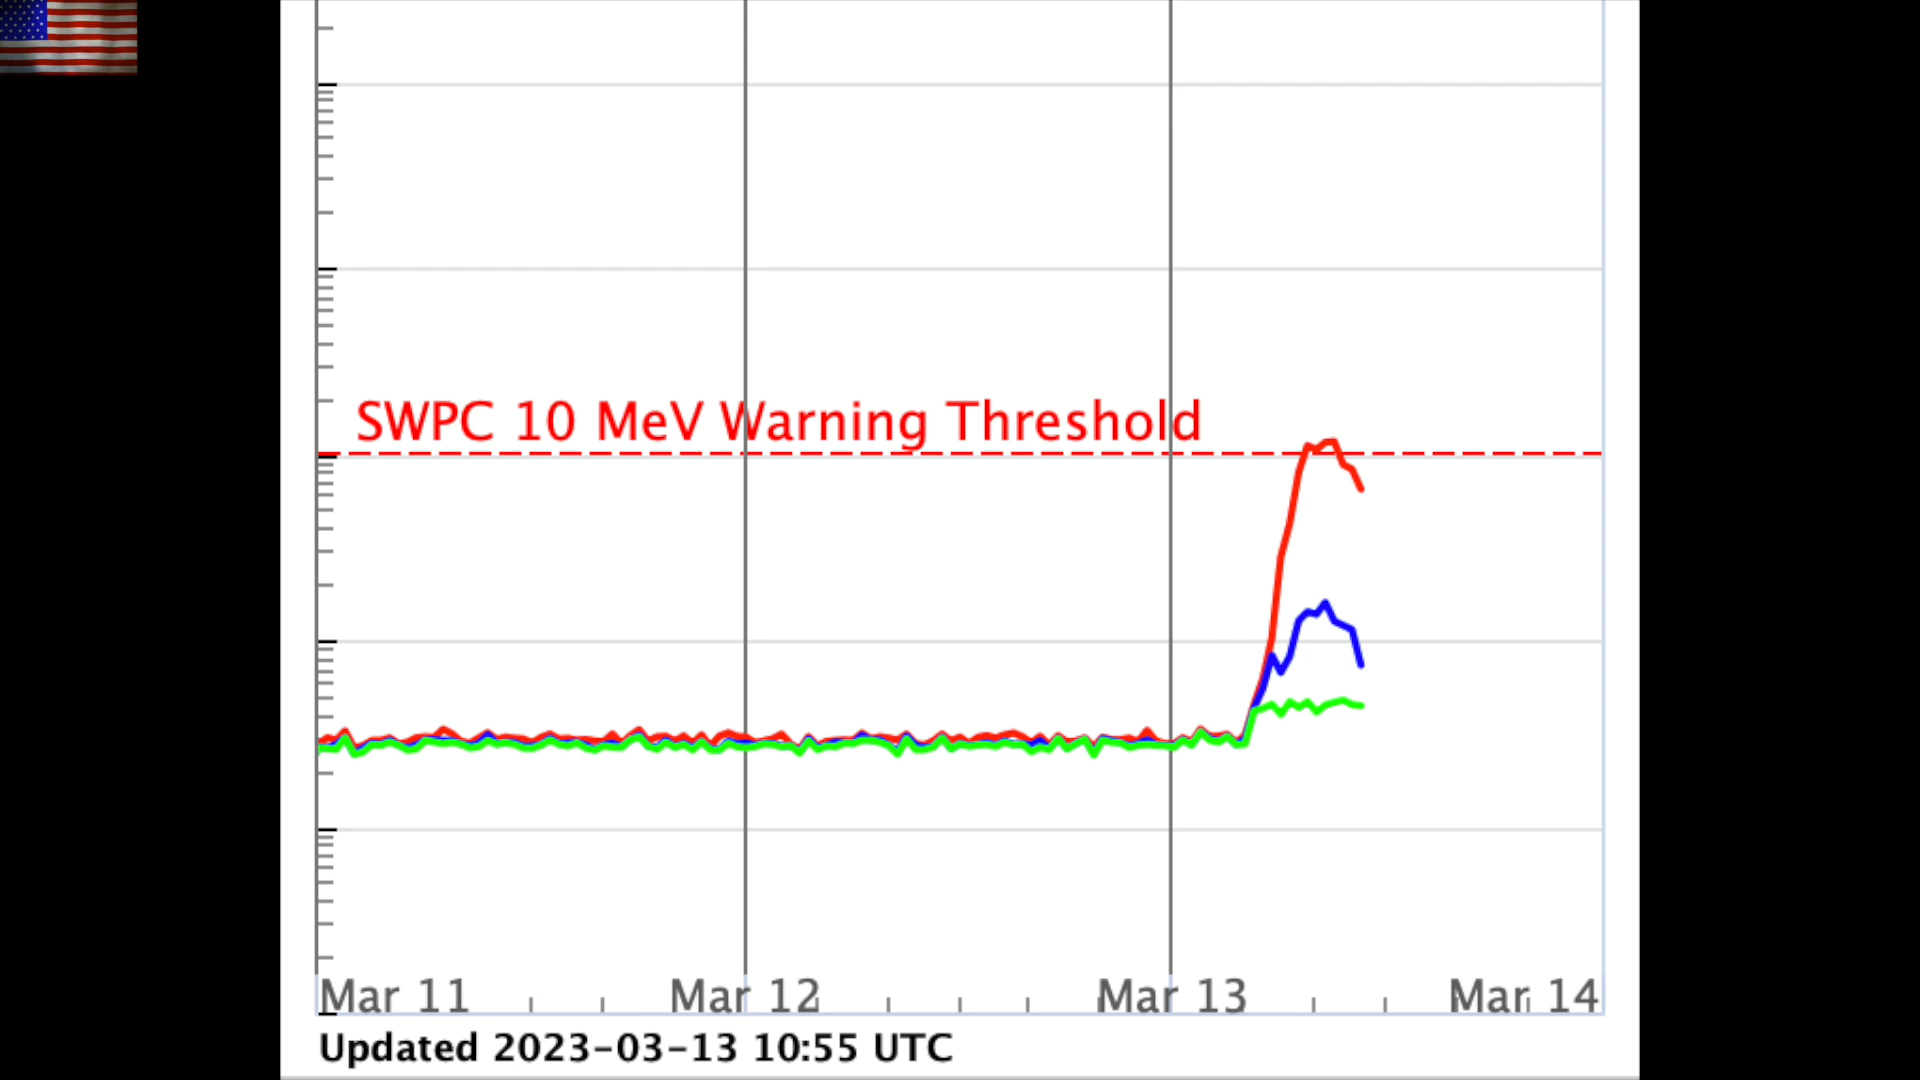 SWPC 10 MeV Warning Threshold
Mar 11 Mar 12 Mar 13 Mar 14
Updated 2023-03-13 10:55 UTC